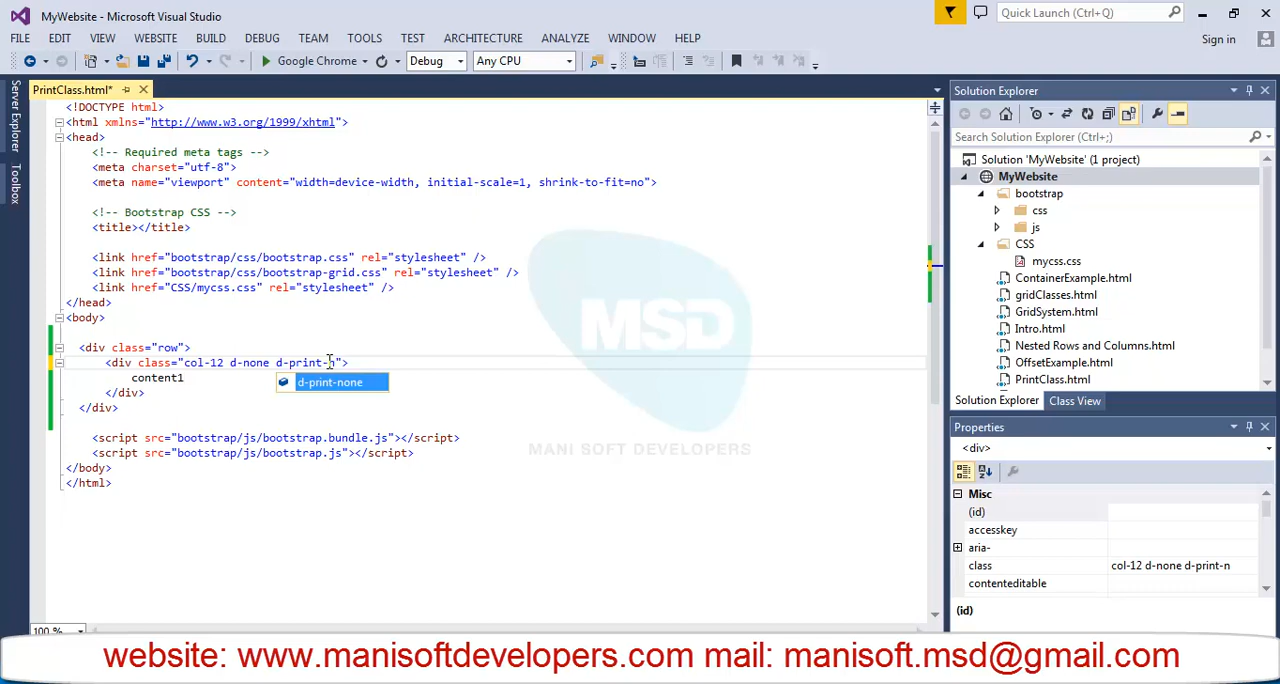 MyWebsite - Microsoft Visual Studio
Quick Launch (Ctrl+Q)
FILE EDIT VIEW WEBSITE BUILD DEBUG TEAM TOOLS TEST ARCHITECTURE ANALYZE WINDOW HELP
Sign in
Google Chrome Debug Any CPU
Server Explorer
Toolbox
PrintClass.html*
<!DOCTYPE html>
<html xmlns="http://www.w3.org/1999/xhtml">
<head>
<!-- Required meta tags -->
<meta charset="utf-8">
<meta name="viewport" content="width=device-width, initial-scale=1, shrink-to-fit=no">
<!-- Bootstrap CSS -->
<title></title>
<link href="bootstrap/css/bootstrap.css" rel="stylesheet" />
<link href="bootstrap/css/bootstrap-grid.css" rel="stylesheet" />
<link href="CSS/mycss.css" rel="stylesheet" />
</head>
<body>
<div class="row">
<div class="col-12 d-none d-print-n">
content1
d-print-none
</div>
</div>
<script src="bootstrap/js/bootstrap.bundle.js"></script>
<script src="bootstrap/js/bootstrap.js"></script>
</body>
</html>
100 %
MSD
MANI SOFT DEVELOPERS
Solution Explorer
Search Solution Explorer (Ctrl+;)
Solution 'MyWebsite' (1 project)
MyWebsite
bootstrap
css
js
CSS
mycss.css
ContainerExample.html
gridClasses.html
GridSystem.html
Intro.html
Nested Rows and Columns.html
OffsetExample.html
PrintClass.html
Solution Explorer Class View
Properties
<div>
Misc
(id)
accesskey
aria-
class col-12 d-none d-print-n
contenteditable
(id)
website: www.manisoftdevelopers.com mail: manisoft.msd@gmail.com